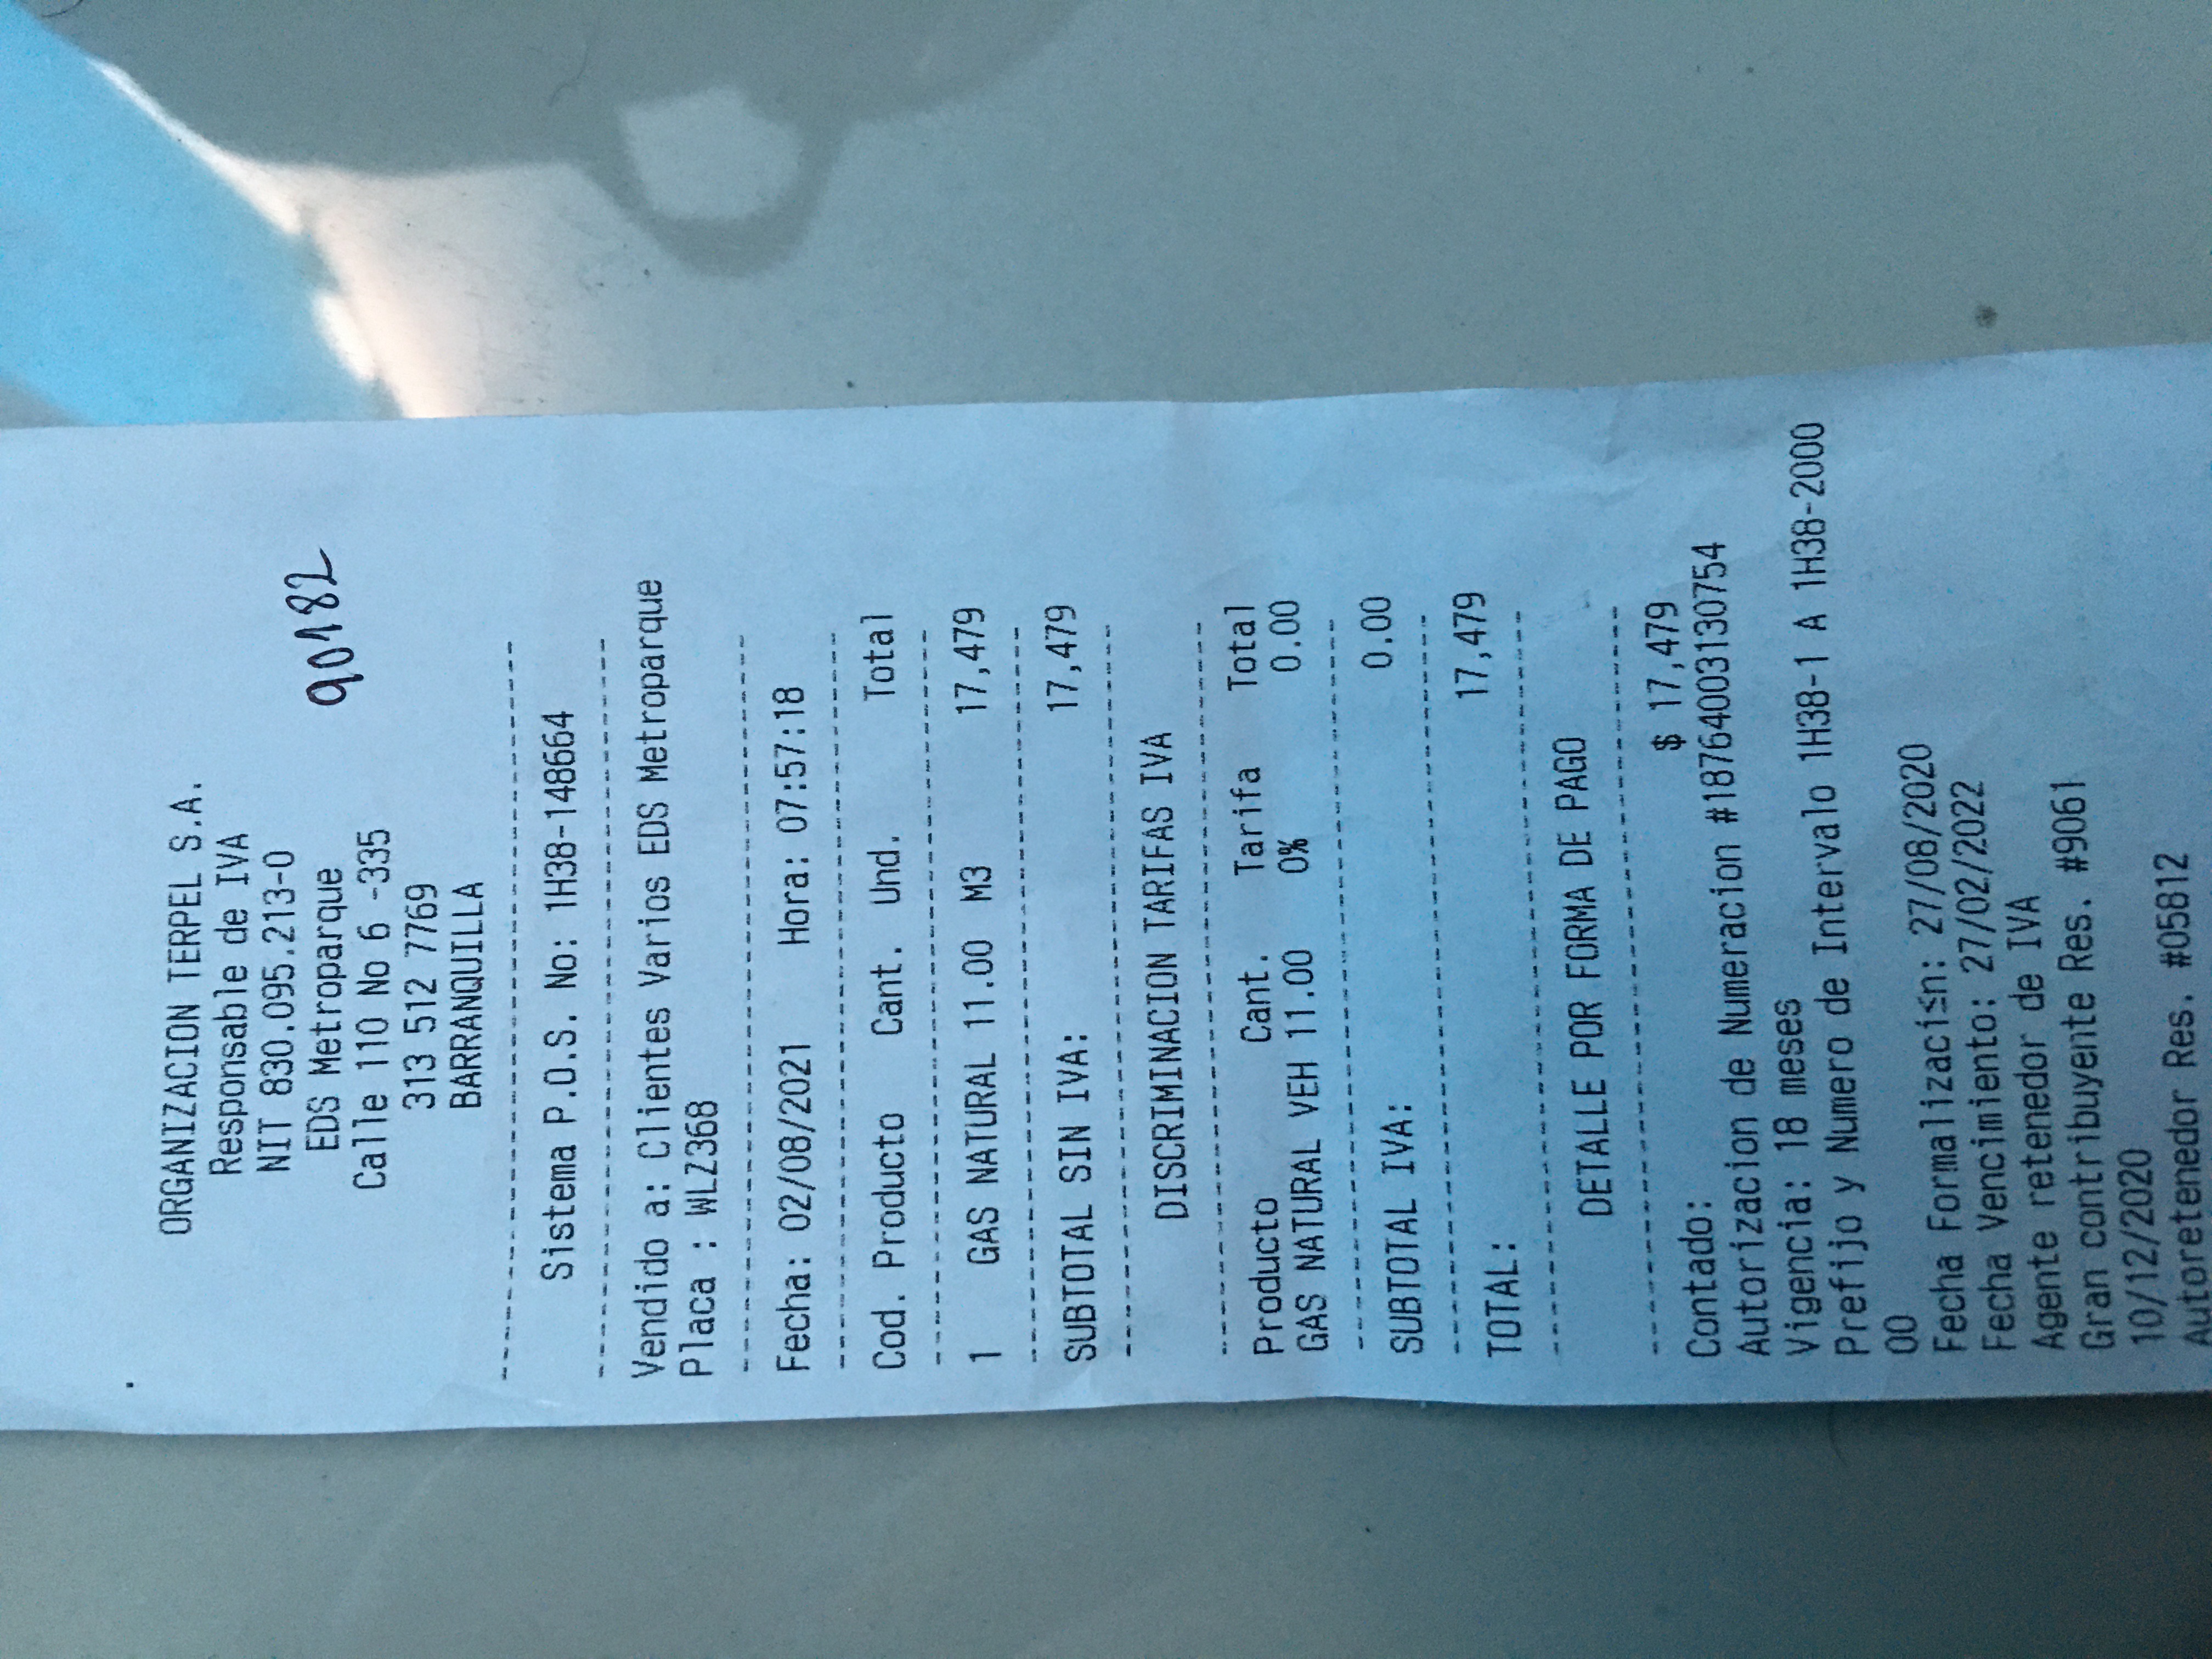 ORGANIZACION TERPEL S.A.
Responsable de IVA
NIT 830.095.213-0
EDS Metroparque
90182
Calle 110 No 6 -335
313 512 7769
BARRANQUILLA
Sistema P.O.S. No: 1H38-148664
Vendido a: Clientes Varios EDS Metroparque
Placa : WLZ368
Fecha: 02/08/2021 Hora: 07:57:18
Cod. Producto Cant. Und. Total
1 GAS NATURAL 11.00 M3 17,479
SUBTOTAL SIN IVA: 17,479
DISCRIMINACION TARIFAS IVA
Producto Cant. Tarifa Total
GAS NATURAL VEH 11.00 0% 0.00
SUBTOTAL IVA: 0.00
TOTAL: 17,479
DETALLE POR FORMA DE PAGO
Contado: $ 17,479
Autorizacion de Numeracion #18764003130754
Vigencia: 18 meses
Prefijo y Numero de Intervalo 1H38-1 A 1H38-2000
00
Fecha Formalizací≤n: 27/08/2020
Fecha Vencimiento: 27/02/2022
Agente retenedor de IVA
Gran contribuyente Res. #9061
10/12/2020
Autoretenedor Res. #05812